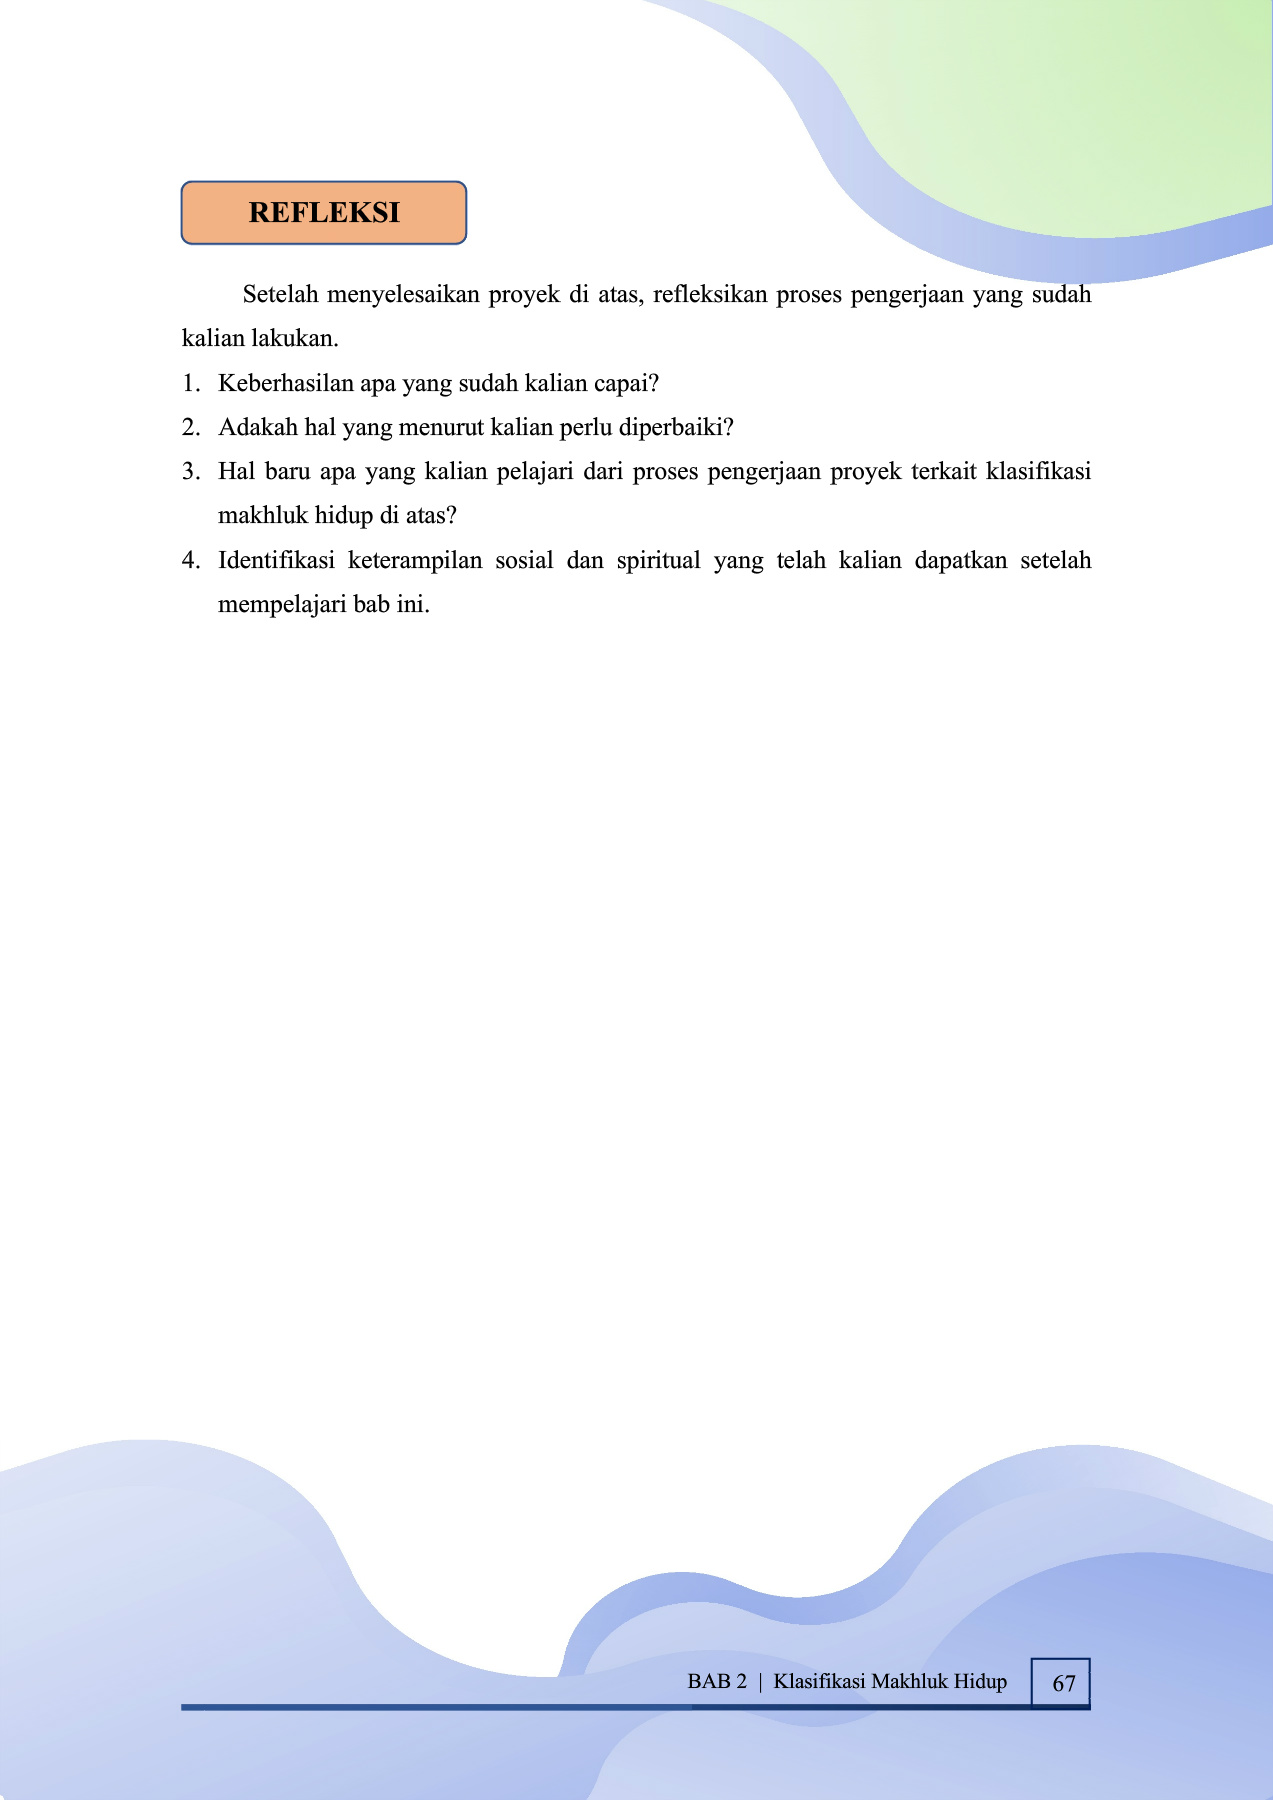 REFLEKSI
Setelah menyelesaikan proyek di atas, refleksikan proses pengerjaan yang sudah
kalian lakukan.
1. Keberhasilan apa yang sudah kalian capai?
2. Adakah hal yang menurut kalian perlu diperbaiki?
3. Hal baru apa yang kalian pelajari dari proses pengerjaan proyek terkait klasifikasi
makhluk hidup di atas?
4. Identifikasi keterampilan sosial dan spiritual yang telah kalian dapatkan setelah
mempelajari bab ini.
BAB 2 | Klasifikasi Makhluk Hidup 67